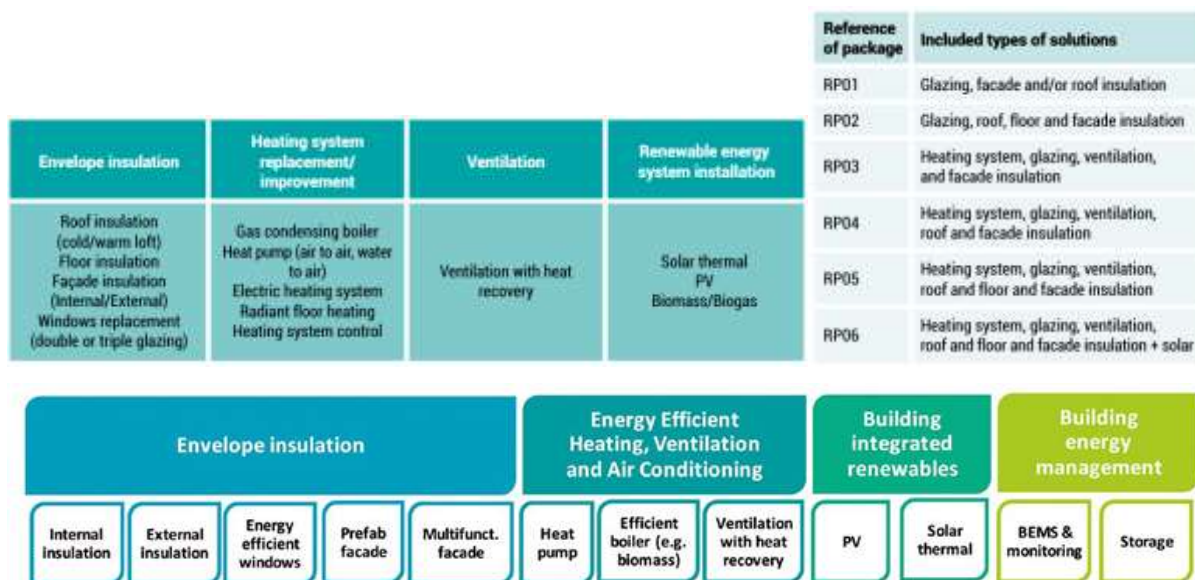 Reference
of package
Included types of solutions
RP01
Glazing, facade and/or roof insulation
RP02
Glazing, roof, floor and facade insulation
RP03
Heating system, glazing, ventilation,
and facade insulation
RP04
Heating system, glazing, ventilation,
roof and facade insulation
RP05
Heating system, glazing, ventilation,
roof and floor and facade insulation
RP06
Heating system, glazing, ventilation,
roof and floor and facade insulation + solar
Envelope insulation
Heating system
replacement/
improvement
Ventilation
Renewable energy
system installation
Roof insulation
(cold/warm loft)
Floor insulation
Façade insulation
(Internal/External)
Windows replacement
(double or triple glazing)
Gas condensing boiler
Heat pump (air to air, water
to air)
Electric heating system
Radiant floor heating
Heating system control
Ventilation with heat
recovery
Solar thermal
PV
Biomass/Biogas
Envelope insulation
Energy Efficient
Heating, Ventilation
and Air Conditioning
Building
integrated
renewables
Building
energy
management
Internal
insulation
External
insulation
Energy
efficient
windows
Prefab
facade
Multifunct.
facade
Heat
pump
Efficient
boiler (e.g.
biomass)
Ventilation
with heat
recovery
PV
Solar
thermal
BEMS &
monitoring
Storage